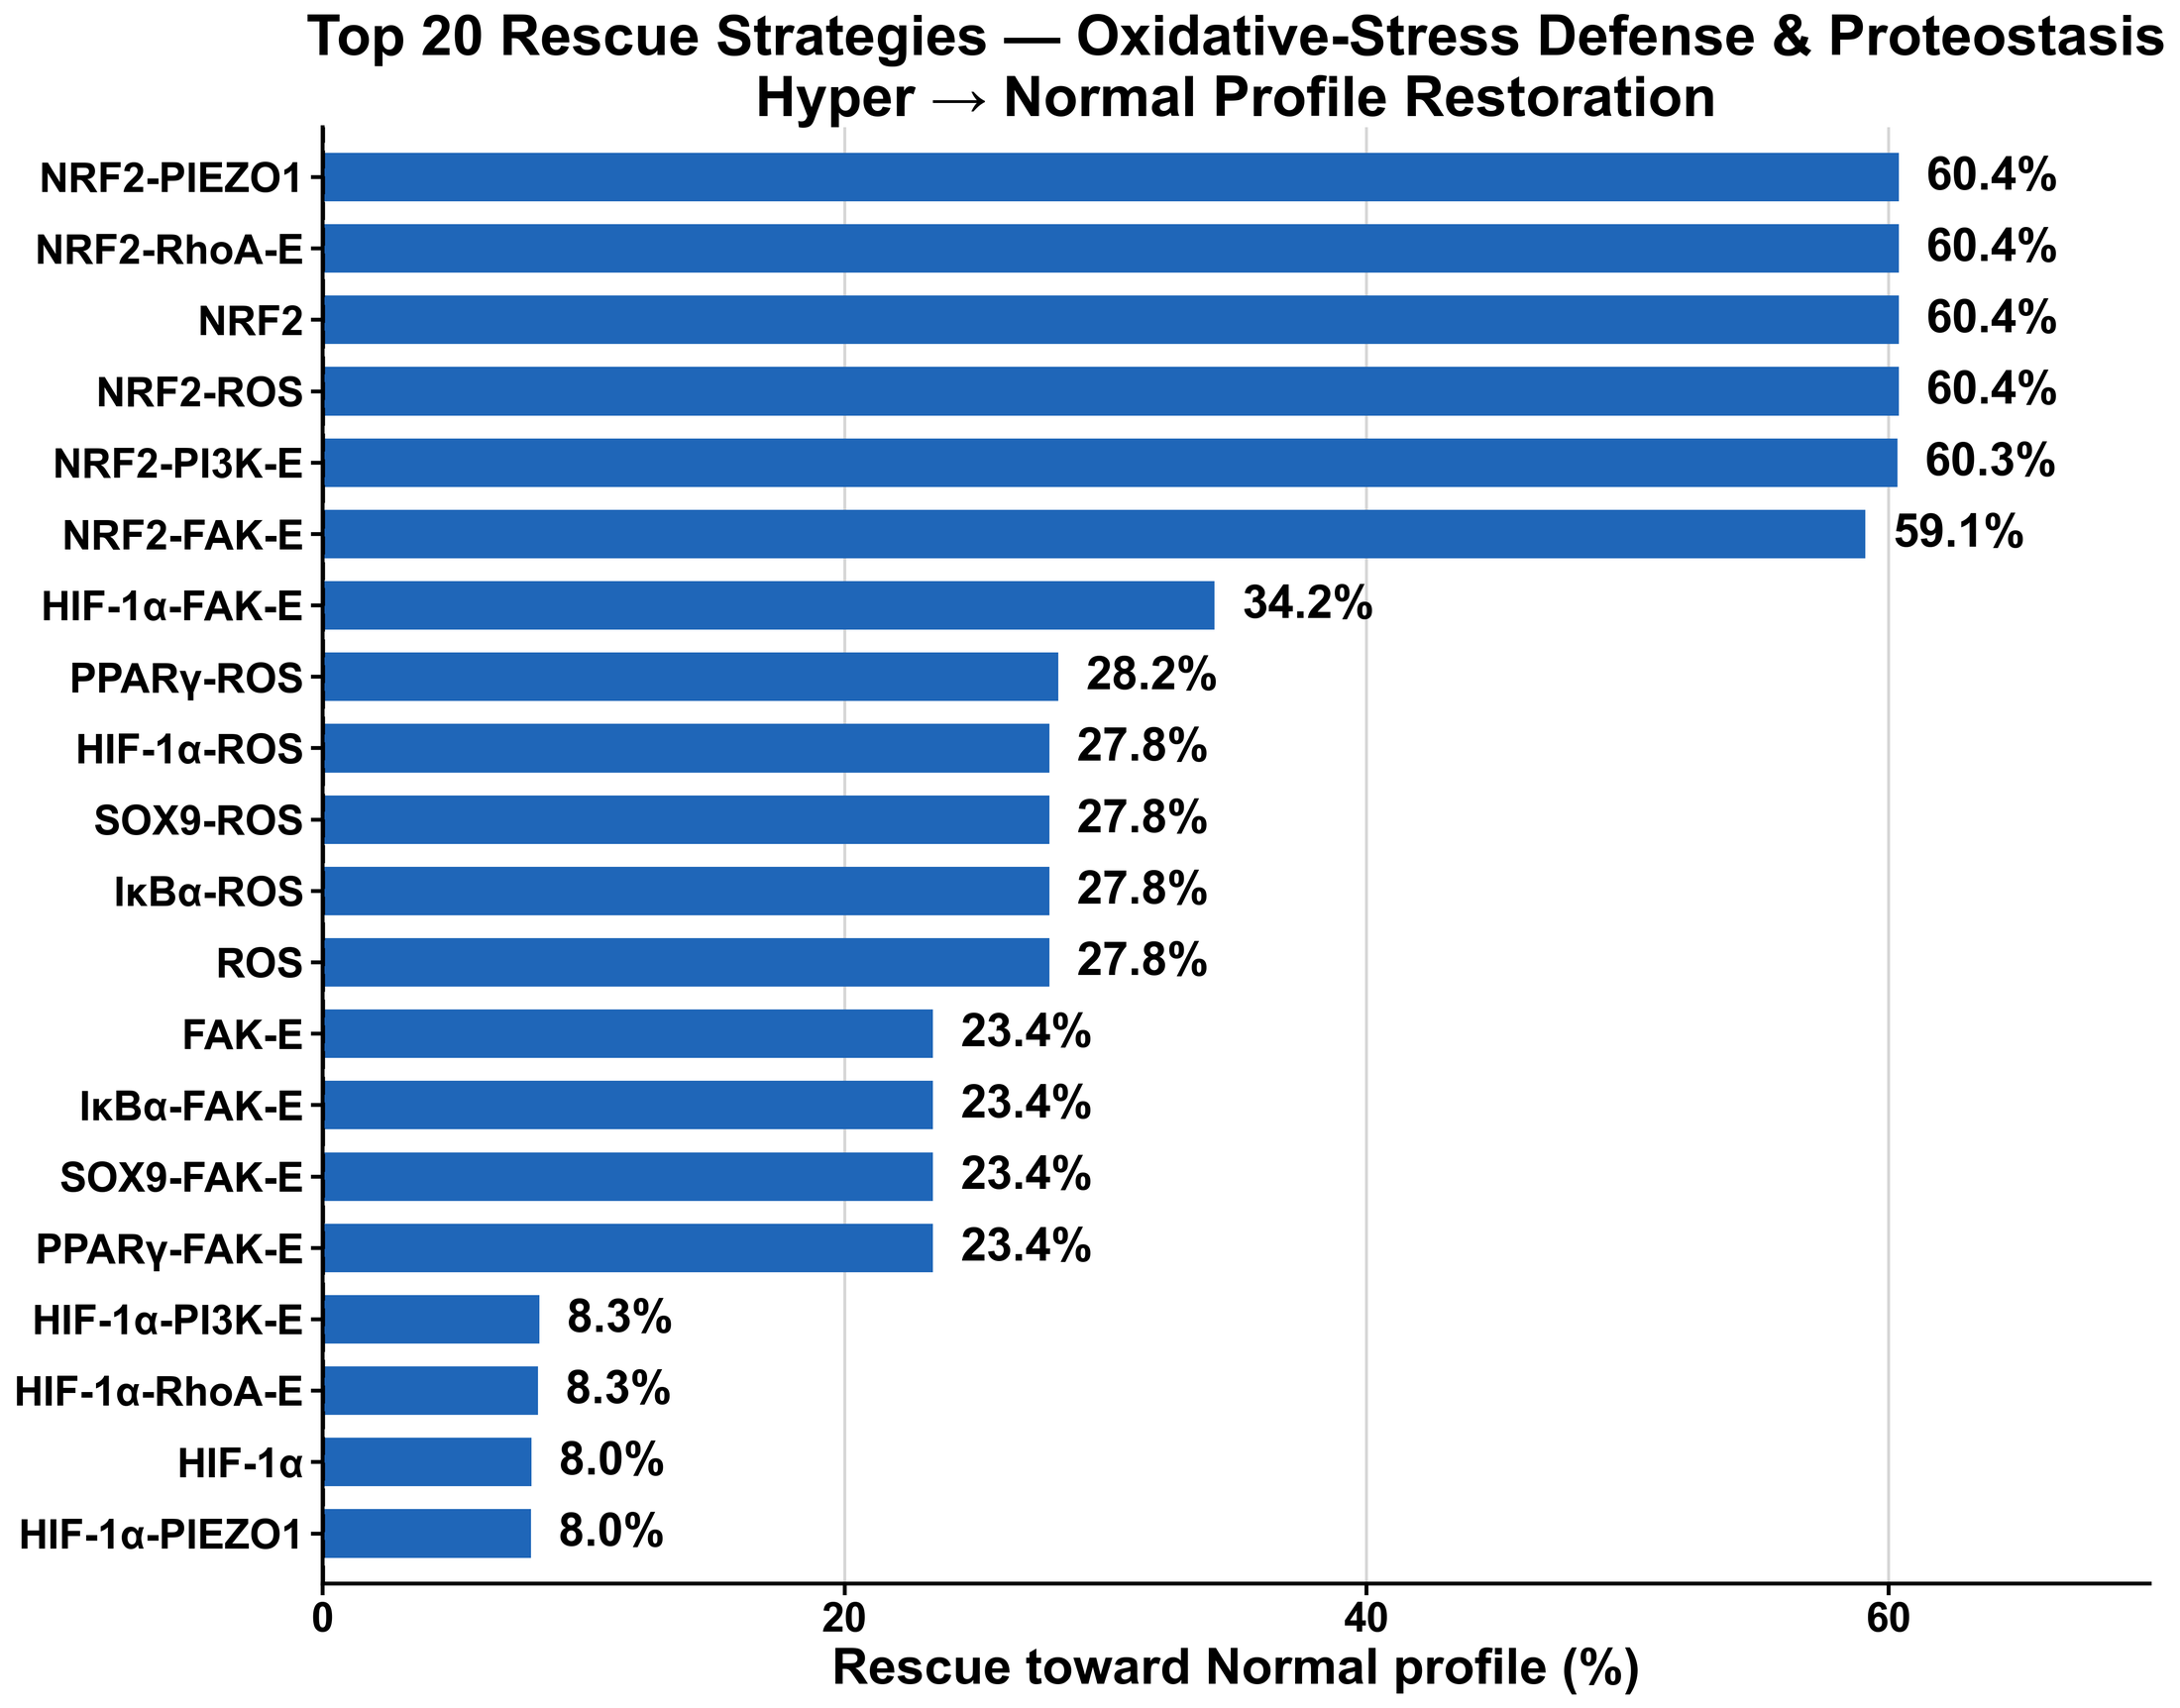 Top 20 Rescue Strategies — Oxidative-Stress Defense & Proteostasis
Hyper → Normal Profile Restoration
NRF2-PIEZO1 60.4%
NRF2-RhoA-E 60.4%
NRF2 60.4%
NRF2-ROS 60.4%
NRF2-PI3K-E 60.3%
NRF2-FAK-E 59.1%
HIF-1α-FAK-E 34.2%
PPARγ-ROS 28.2%
HIF-1α-ROS 27.8%
SOX9-ROS 27.8%
IκBα-ROS 27.8%
ROS 27.8%
FAK-E 23.4%
IκBα-FAK-E 23.4%
SOX9-FAK-E 23.4%
PPARγ-FAK-E 23.4%
HIF-1α-PI3K-E 8.3%
HIF-1α-RhoA-E 8.3%
HIF-1α 8.0%
HIF-1α-PIEZO1 8.0%
0 20 40 60
Rescue toward Normal profile (%)